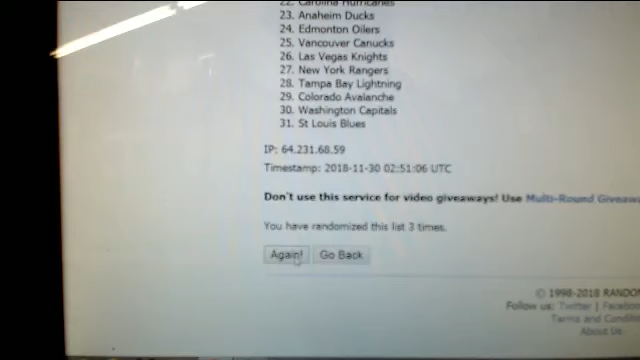 22. Carolina Hurricanes
23. Anaheim Ducks
24. Edmonton Oilers
25. Vancouver Canucks
26. Las Vegas Knights
27. New York Rangers
28. Tampa Bay Lightning
29. Colorado Avalanche
30. Washington Capitals
31. St Louis Blues
IP: 64.231.68.59
Timestamp: 2018-11-30 02:51:06 UTC
Don't use this service for video giveaways! Use Multi-Round Giveawa
You have randomized this list 3 times.
Again! Go Back
© 1998-2018 RANDO
Follow us: Twitter | Faceboo
Terms and Conditio
About Us